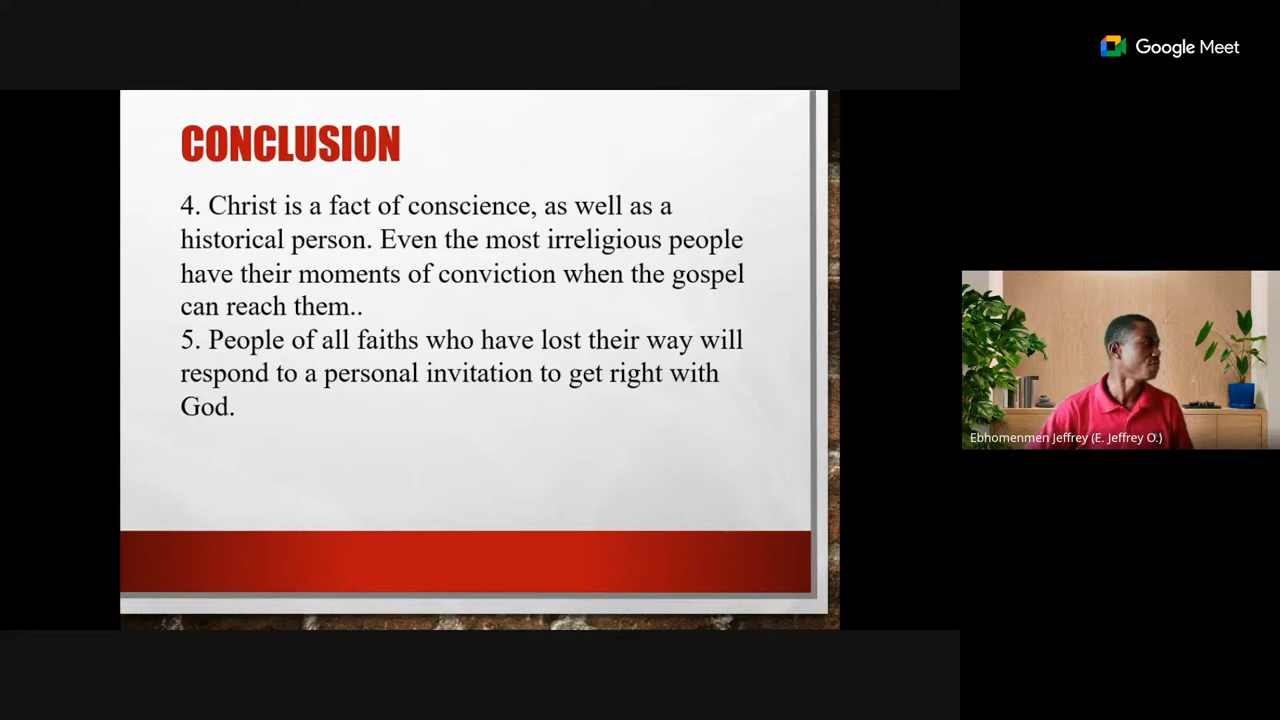 Google Meet
CONCLUSION
4. Christ is a fact of conscience, as well as a
historical person. Even the most irreligious people
have their moments of conviction when the gospel
can reach them..
5. People of all faiths who have lost their way will
respond to a personal invitation to get right with
God.
Ebhomenmen Jeffrey (E. Jeffrey O.)